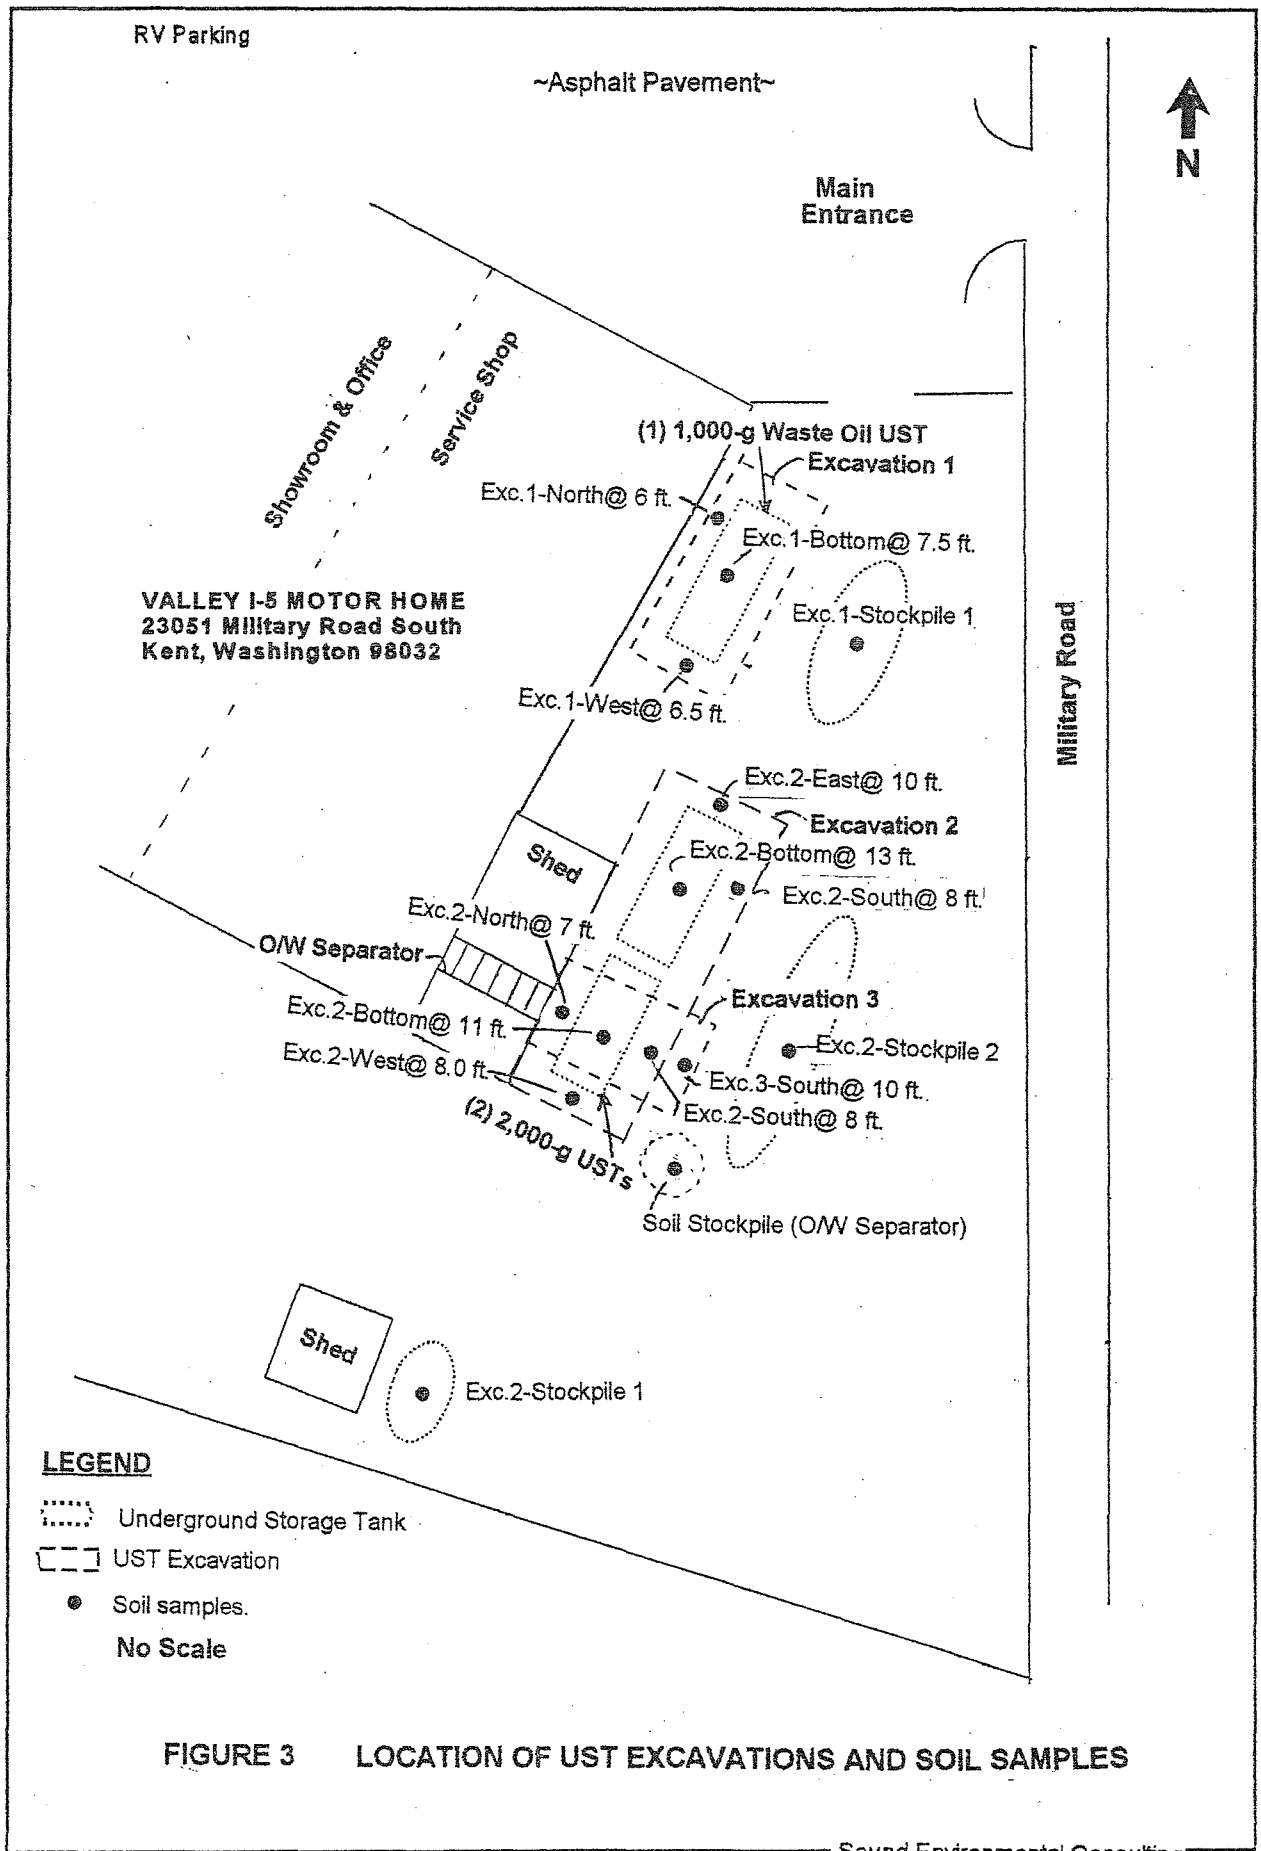 RV Parking
~Asphalt Pavement~
N
Main
Entrance
Showroom & Office
Service Shop
(1) 1,000-g Waste Oil UST
Excavation 1
Exc.1-North@ 6 ft.
Exc.1-Bottom@ 7.5 ft.
VALLEY I-5 MOTOR HOME
23051 Military Road South
Kent, Washington 98032
Exc.1-Stockpile 1
Military Road
Exc.1-West@ 6.5 ft.
Exc.2-East@ 10 ft.
Excavation 2
Shed
Exc.2-Bottom@ 13 ft.
Exc.2-South@ 8 ft.
Exc.2-North@ 7 ft.
O/W Separator
Excavation 3
Exc.2-Bottom@ 11 ft.
Exc.2-Stockpile 2
Exc.2-West@ 8.0 ft.
Exc.3-South@ 10 ft.
Exc.2-South@ 8 ft.
(2) 2,000-g USTs
Soil Stockpile (O/W Separator)
Shed
Exc.2-Stockpile 1
LEGEND
Underground Storage Tank
UST Excavation
Soil samples.
No Scale
FIGURE 3 LOCATION OF UST EXCAVATIONS AND SOIL SAMPLES
Sound Environmental Consulting